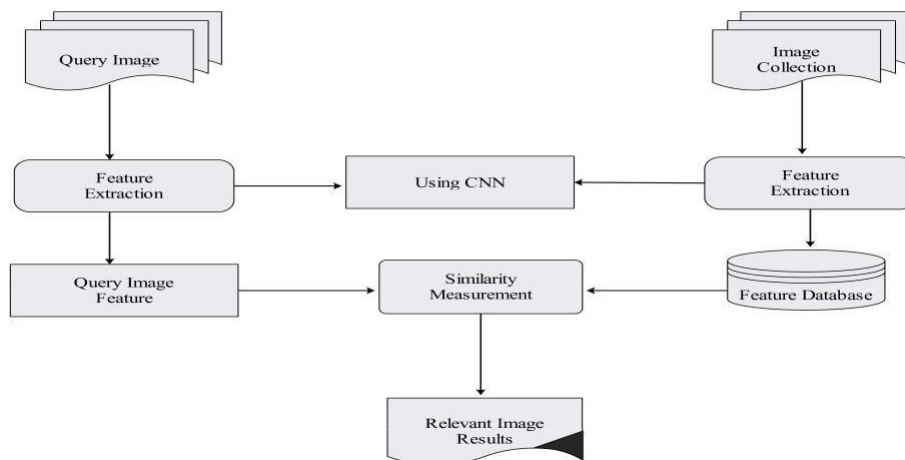 Query Image
Image
Collection
Feature
Extraction
Using CNN
Feature
Extraction
Query Image
Feature
Similarity
Measurement
Feature Database
Relevant Image
Results